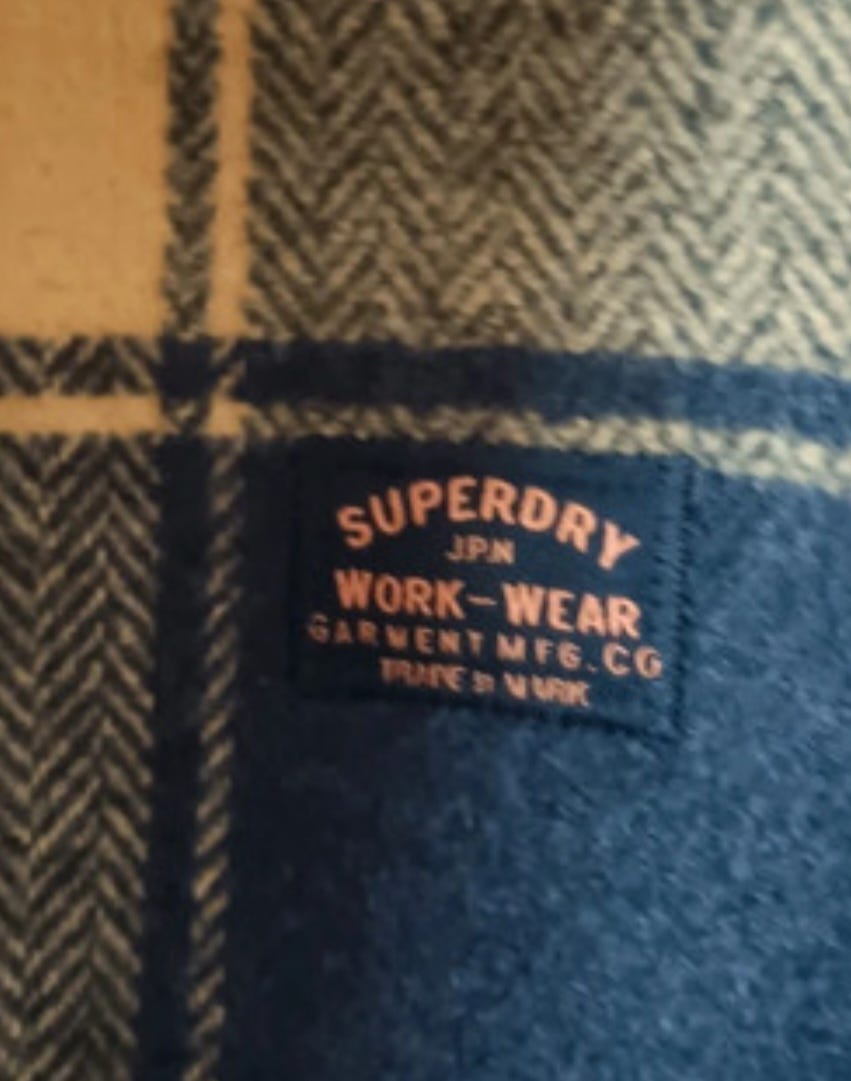 SUPERDRY
JPN
WORK-WEAR
GARMENT MFG.CO
TRADE MARK